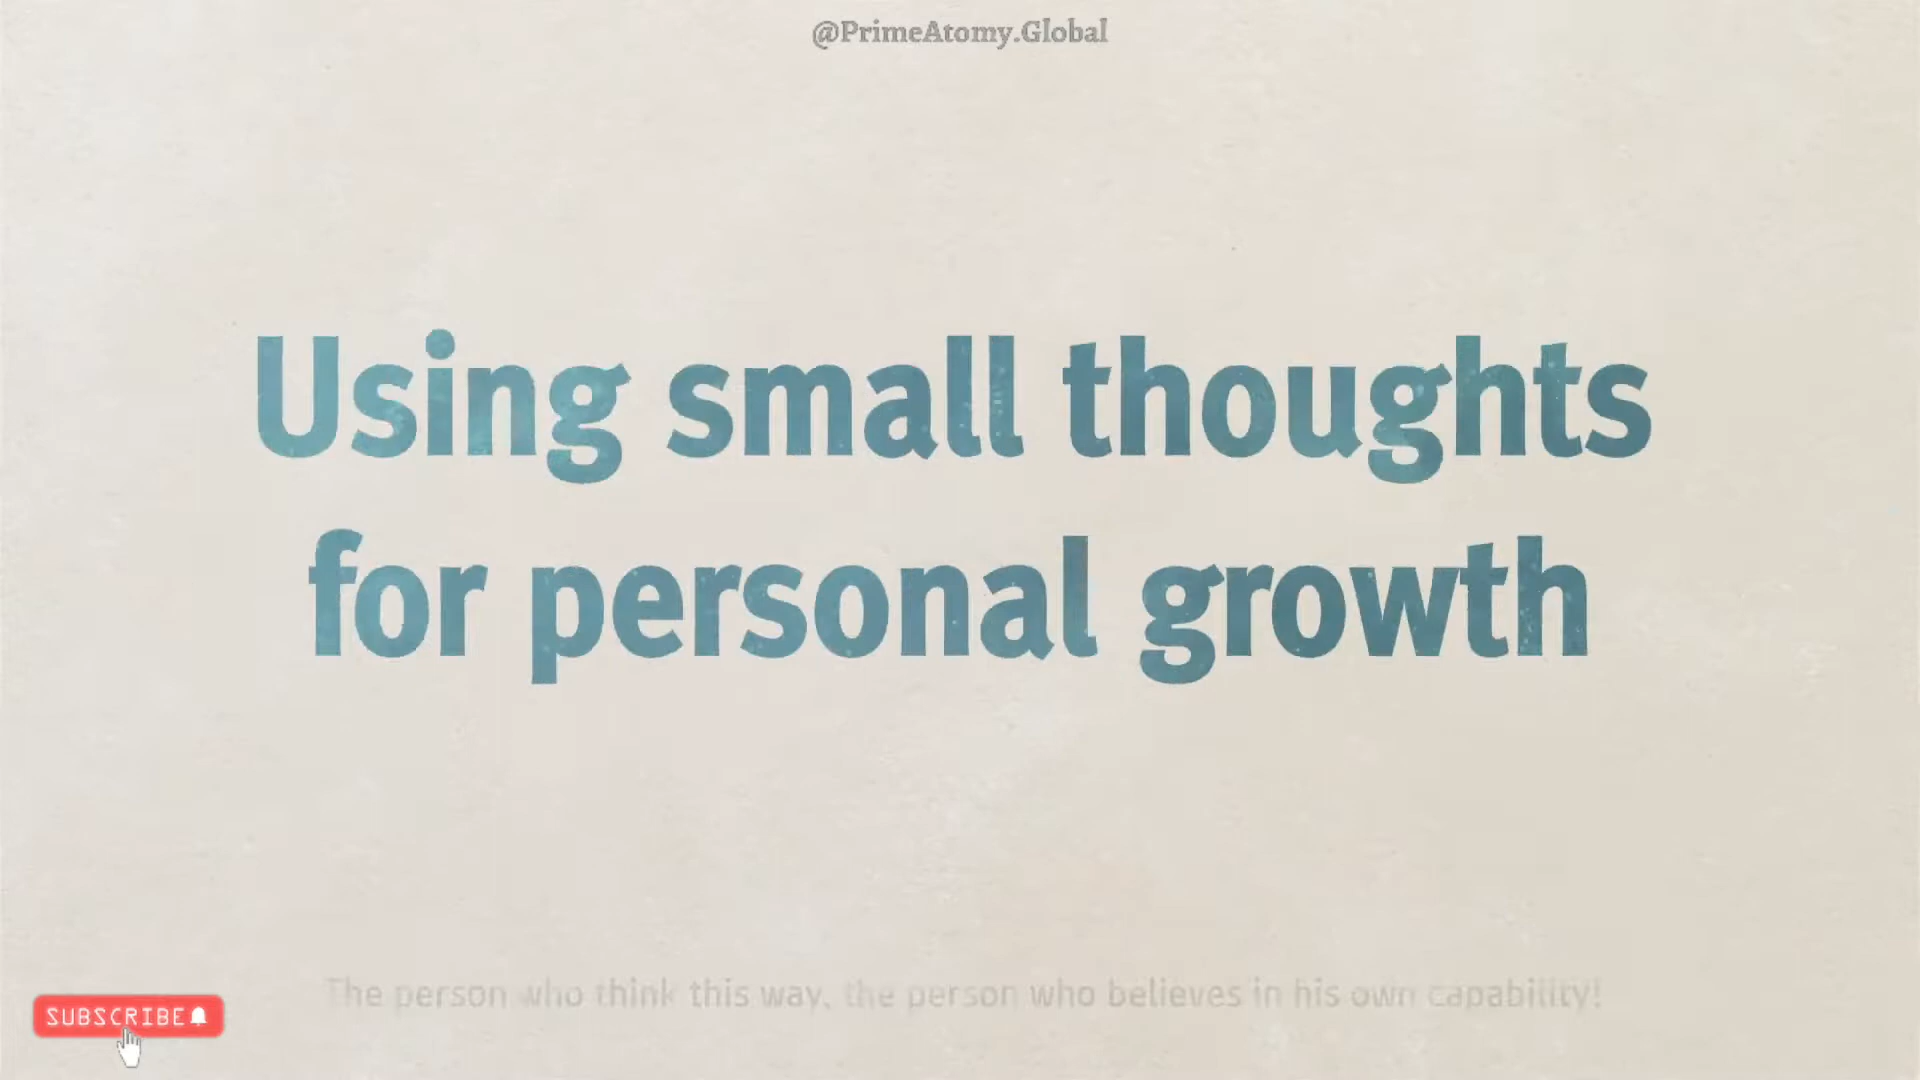 @PrimeAtomy.Global
Using small thoughts
for personal growth
The person who think this way, the person who believes in his own capability!
SUBSCRIBE